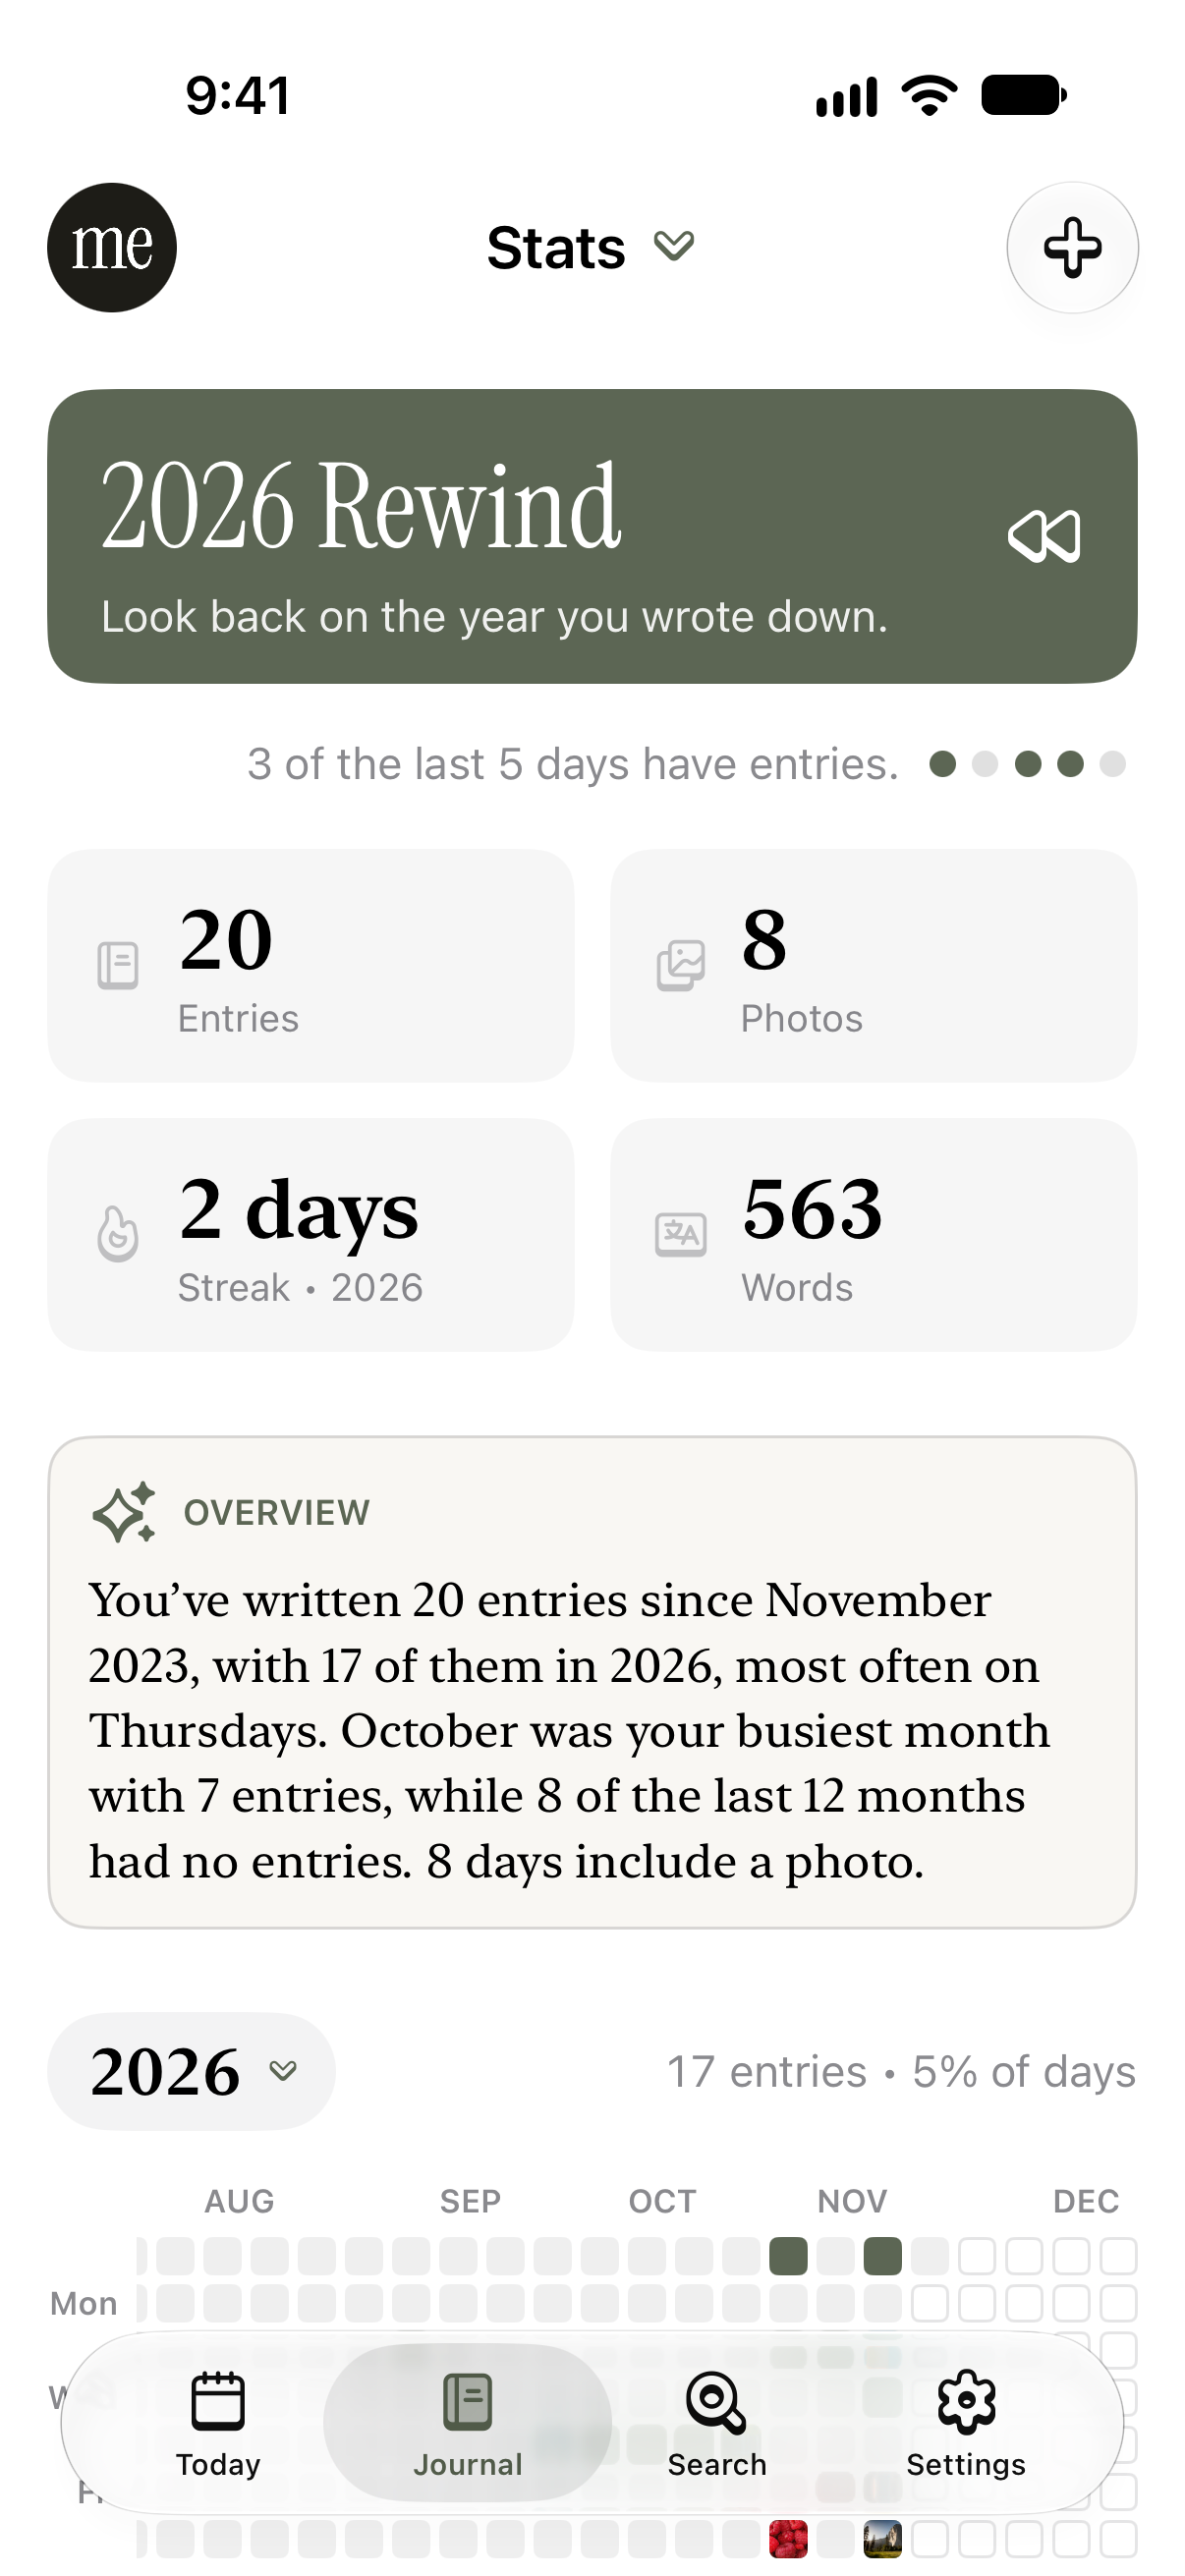 9:41
me
Stats
2026 Rewind
Look back on the year you wrote down.
3 of the last 5 days have entries.
20
Entries
8
Photos
2 days
Streak • 2026
563
Words
OVERVIEW
You’ve written 20 entries since November
2023, with 17 of them in 2026, most often on
Thursdays. October was your busiest month
with 7 entries, while 8 of the last 12 months
had no entries. 8 days include a photo.
2026
17 entries • 5% of days
AUG SEP OCT NOV DEC
Mon
Today Journal Search Settings